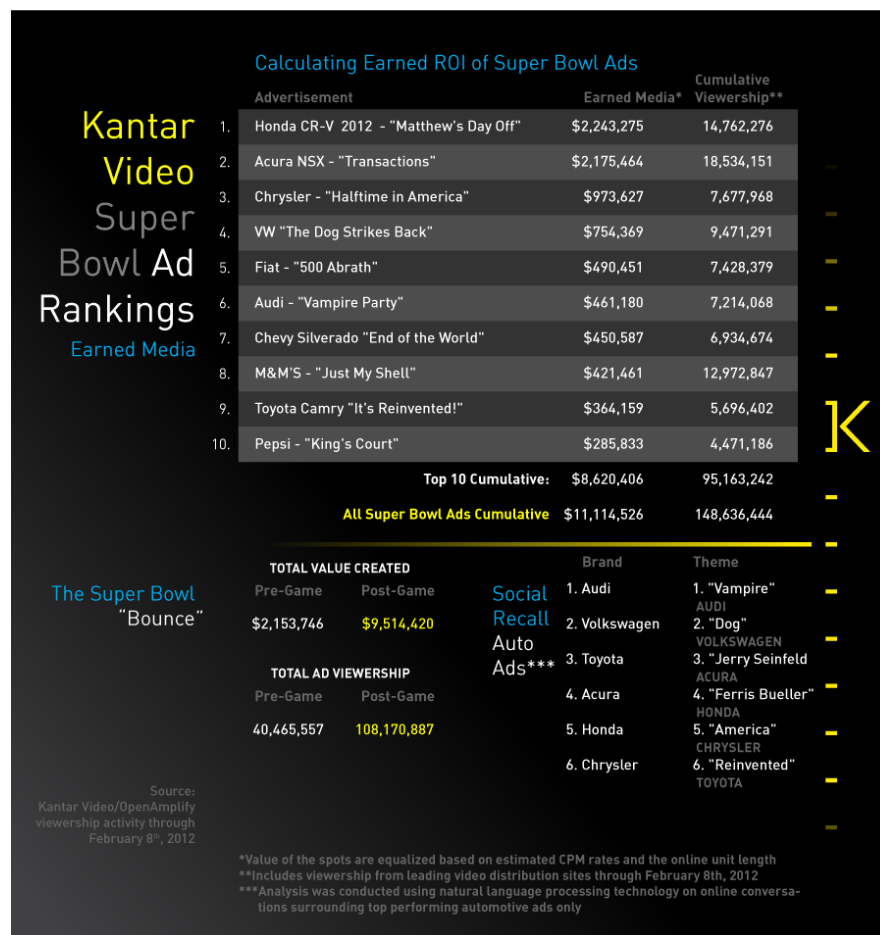 Calculating Earned ROI of Super Bowl Ads
Kantar
Video
Super
Bowl Ad
Rankings
Earned Media
Advertisement Earned Media* Cumulative Viewership**
1. Honda CR-V 2012 - "Matthew's Day Off" $2,243,275 14,762,276
2. Acura NSX - "Transactions" $2,175,464 18,534,151
3. Chrysler - "Halftime in America" $973,627 7,677,968
4. VW "The Dog Strikes Back" $754,369 9,471,291
5. Fiat - "500 Abrath" $490,451 7,428,379
6. Audi - "Vampire Party" $461,180 7,214,068
7. Chevy Silverado "End of the World" $450,587 6,934,674
8. M&M'S - "Just My Shell" $421,461 12,972,847
9. Toyota Camry "It's Reinvented!" $364,159 5,696,402
10. Pepsi - "King's Court" $285,833 4,471,186
Top 10 Cumulative: $8,620,406 95,163,242
All Super Bowl Ads Cumulative $11,114,526 148,636,444
The Super Bowl
"Bounce"
TOTAL VALUE CREATED
Pre-Game Post-Game
$2,153,746 $9,514,420
TOTAL AD VIEWERSHIP
Pre-Game Post-Game
40,465,557 108,170,887
Social
Recall
Auto
Ads***
Brand Theme
1. Audi 1. "Vampire"
AUDI
2. Volkswagen 2. "Dog"
VOLKSWAGEN
3. Toyota 3. "Jerry Seinfeld
ACURA
4. Acura 4. "Ferris Bueller"
HONDA
5. Honda 5. "America"
CHRYSLER
6. Chrysler 6. "Reinvented"
TOYOTA
Source:
Kantar Video/OpenAmplify
viewership activity through
February 8th, 2012
*Value of the spots are equalized based on estimated CPM rates and the online unit length
**Includes viewership from leading video distribution sites through February 8th, 2012
***Analysis was conducted using natural language processing technology on online conversa-
tions surrounding top performing automotive ads only
K